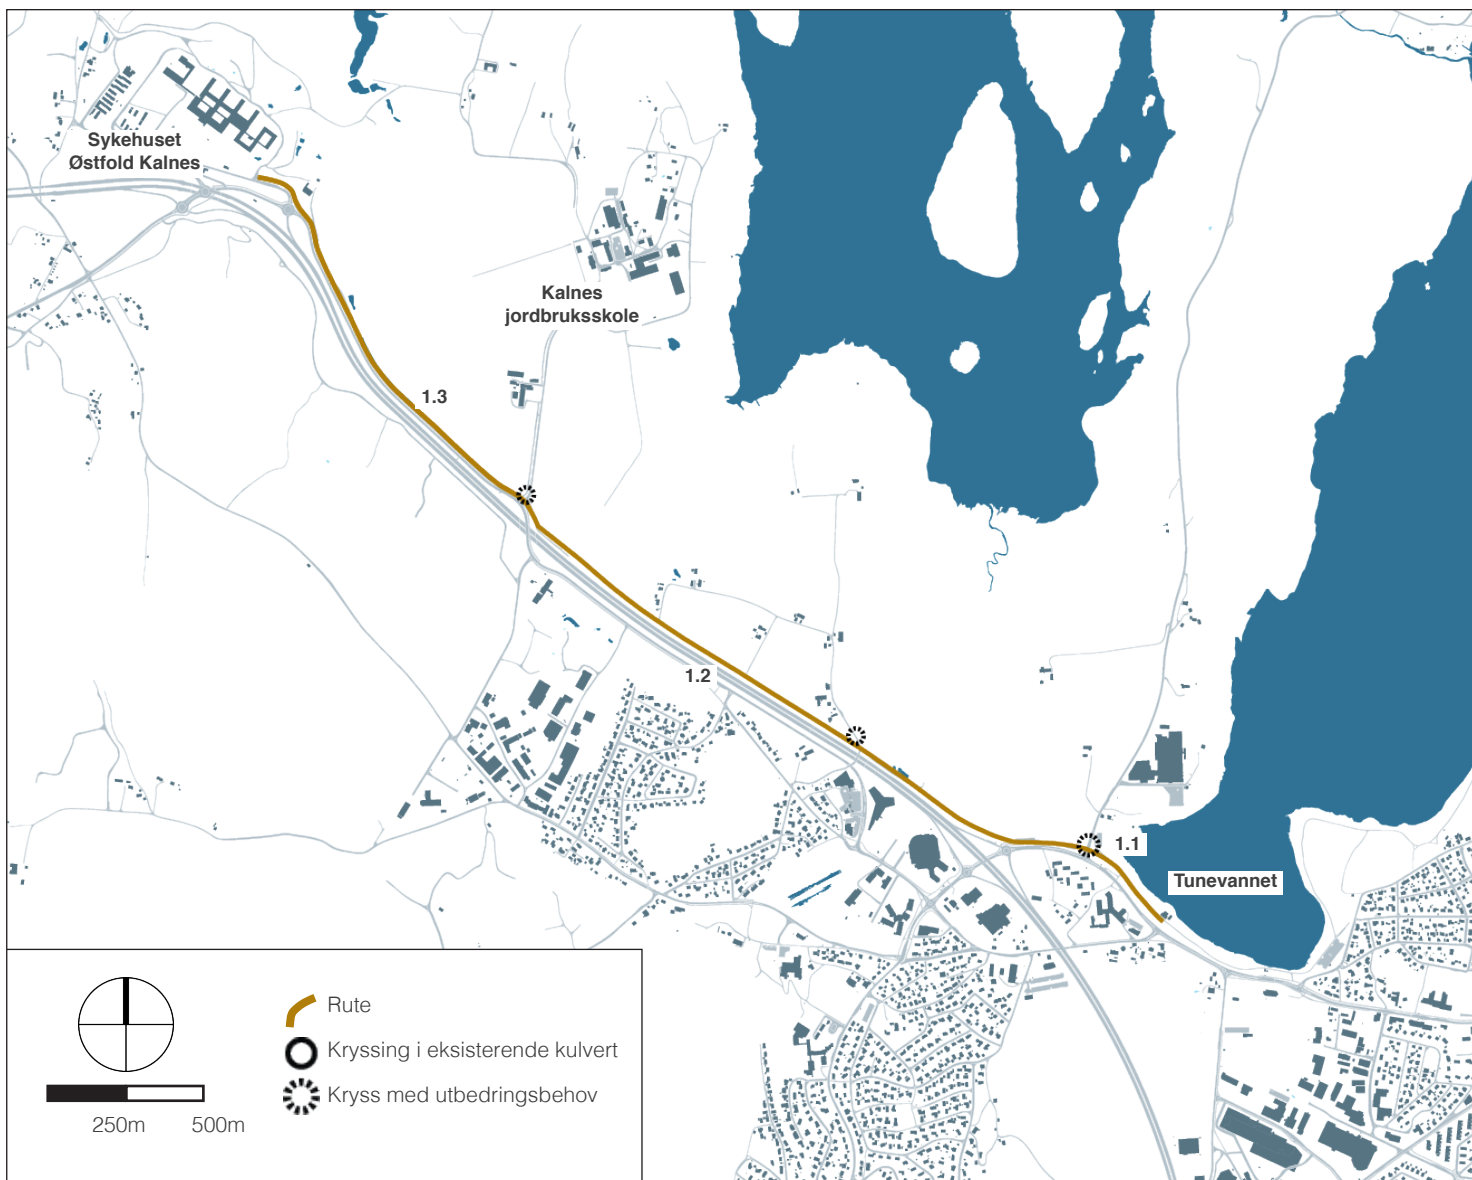 Sykehuset
Østfold Kalnes
Kalnes
jordbruksskole
1.3
1.2
1.1
Tunevannet
Rute
Kryssing i eksisterende kulvert
Kryss med utbedringsbehov
250m
500m